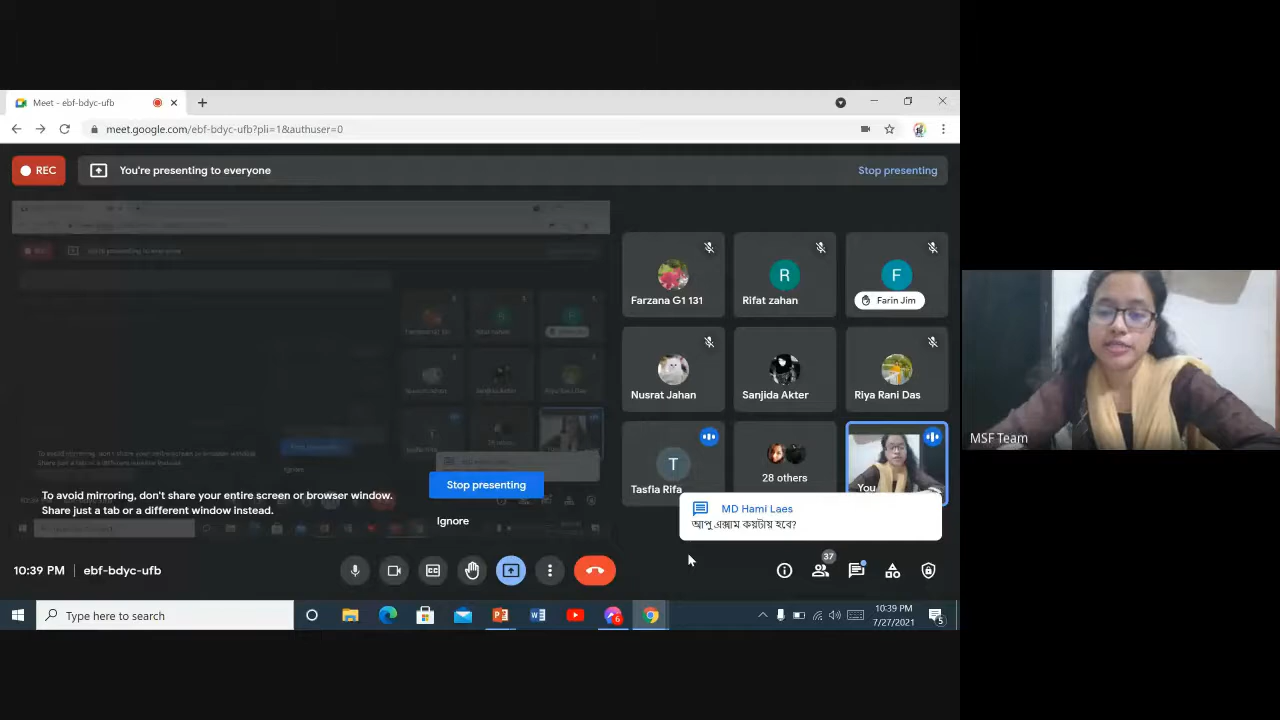 Meet - ebf-bdyc-ufb
meet.google.com/ebf-bdyc-ufb?pli=1&authuser=0
REC
You're presenting to everyone
Stop presenting
Farzana G1 131
Rifat zahan
F
R
Farin Jim
Nusrat Jahan
Sanjida Akter
Riya Rani Das
T
Tasfia Rifa
28 others
You
MSF Team
To avoid mirroring, don't share your entire screen or browser window.
Share just a tab or a different window instead.
Stop presenting
Ignore
MD Hami Laes
আপু এক্সাম কয়টায় হবে?
10:39 PM
ebf-bdyc-ufb
37
Type here to search
6
10:39 PM
7/27/2021
5